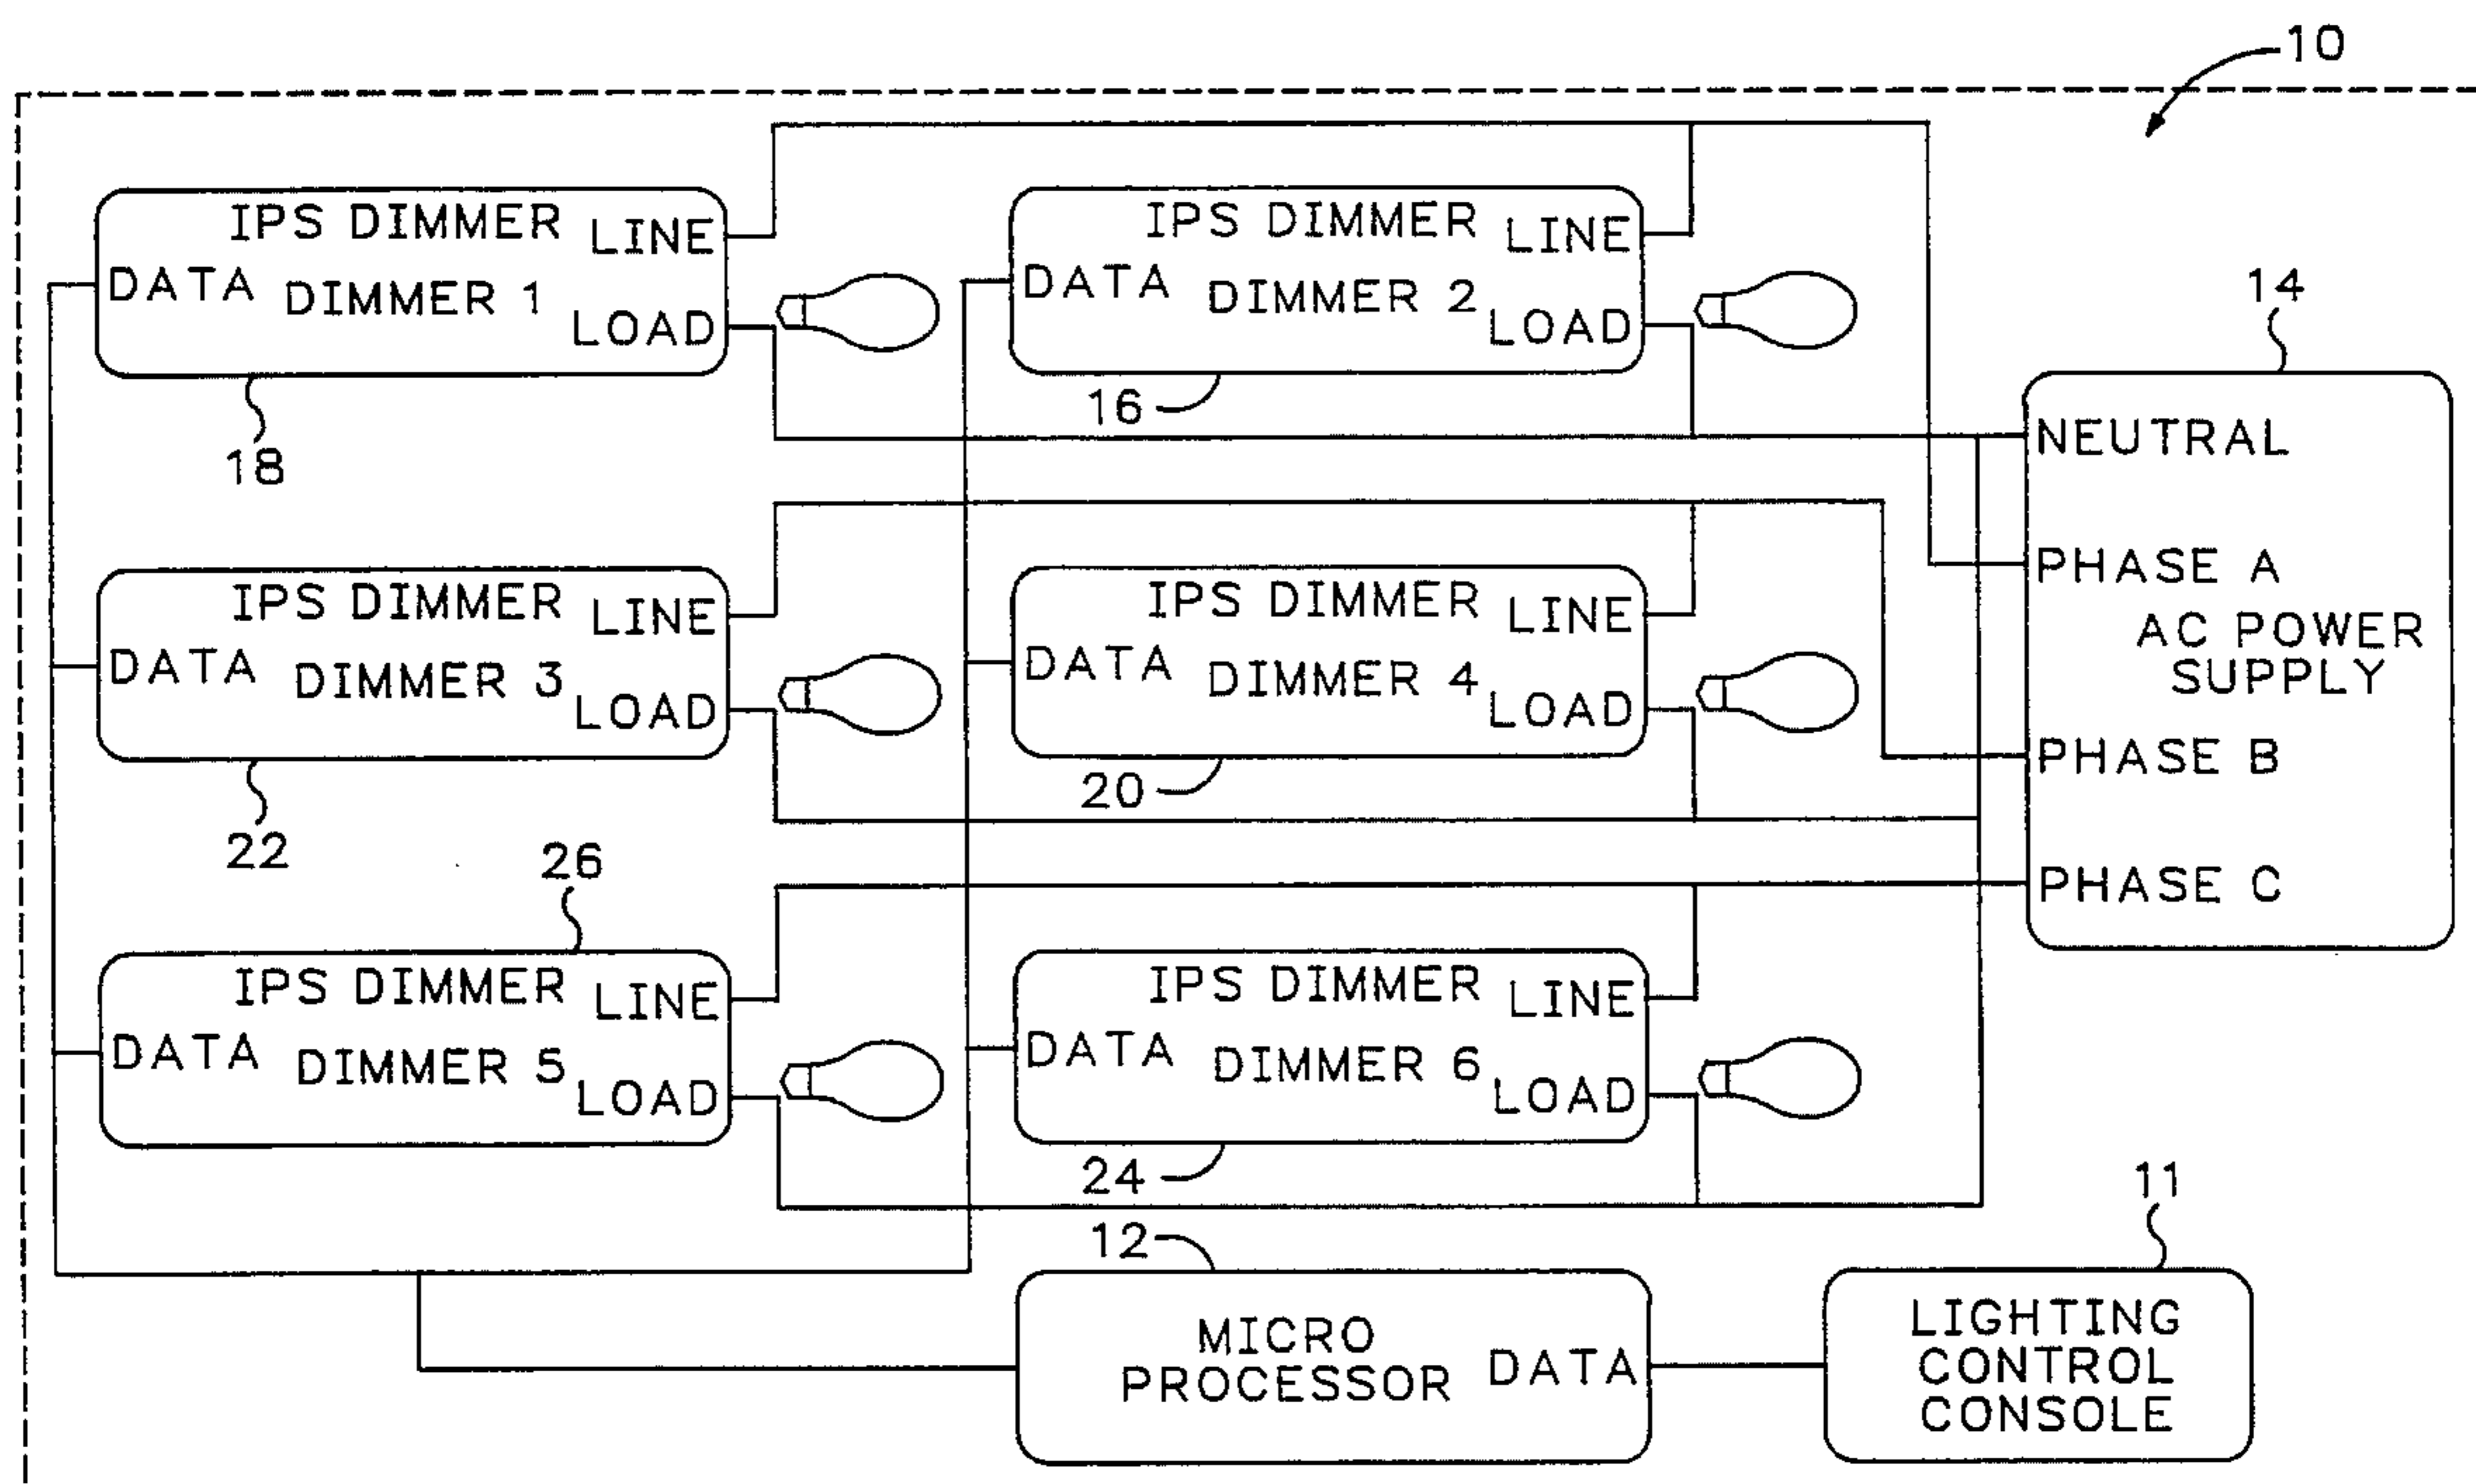 10
IPS DIMMER
LINE
DATA
DIMMER 1
LOAD
18
IPS DIMMER
LINE
DATA
DIMMER 2
LOAD
16
14
NEUTRAL
PHASE A
AC POWER
SUPPLY
PHASE B
PHASE C
IPS DIMMER
LINE
DATA
DIMMER 3
LOAD
22
IPS DIMMER
LINE
DATA
DIMMER 4
LOAD
20
26
IPS DIMMER
LINE
DATA
DIMMER 5
LOAD
IPS DIMMER
LINE
DATA
DIMMER 6
LOAD
24
12
MICRO
PROCESSOR
DATA
11
LIGHTING
CONTROL
CONSOLE